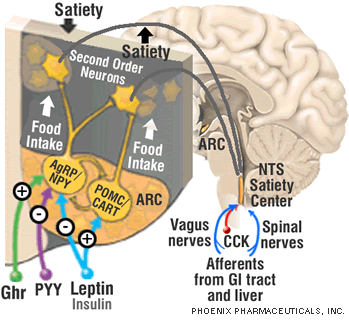 Satiety
Satiety
Second Order
Neurons
Food
Intake
Food
Intake
AgRP/
NPY
POMC/
CART
ARC
ARC
NTS
Satiety
Center
Vagus
nerves
CCK
Spinal
nerves
Afferents
from GI tract
and liver
+
-
-
+
Ghr
PYY
Leptin
Insulin
PHOENIX PHARMACEUTICALS, INC.